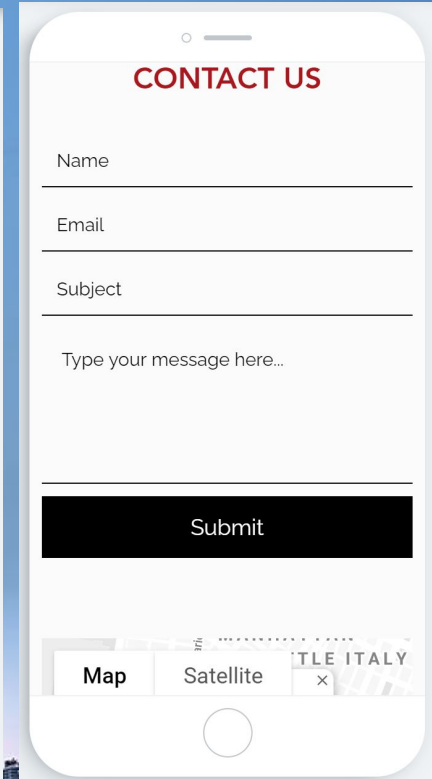 CONTACT US
Name
Email
Subject
Type your message here...
Submit
TLE ITALY
Map
Satellite
×